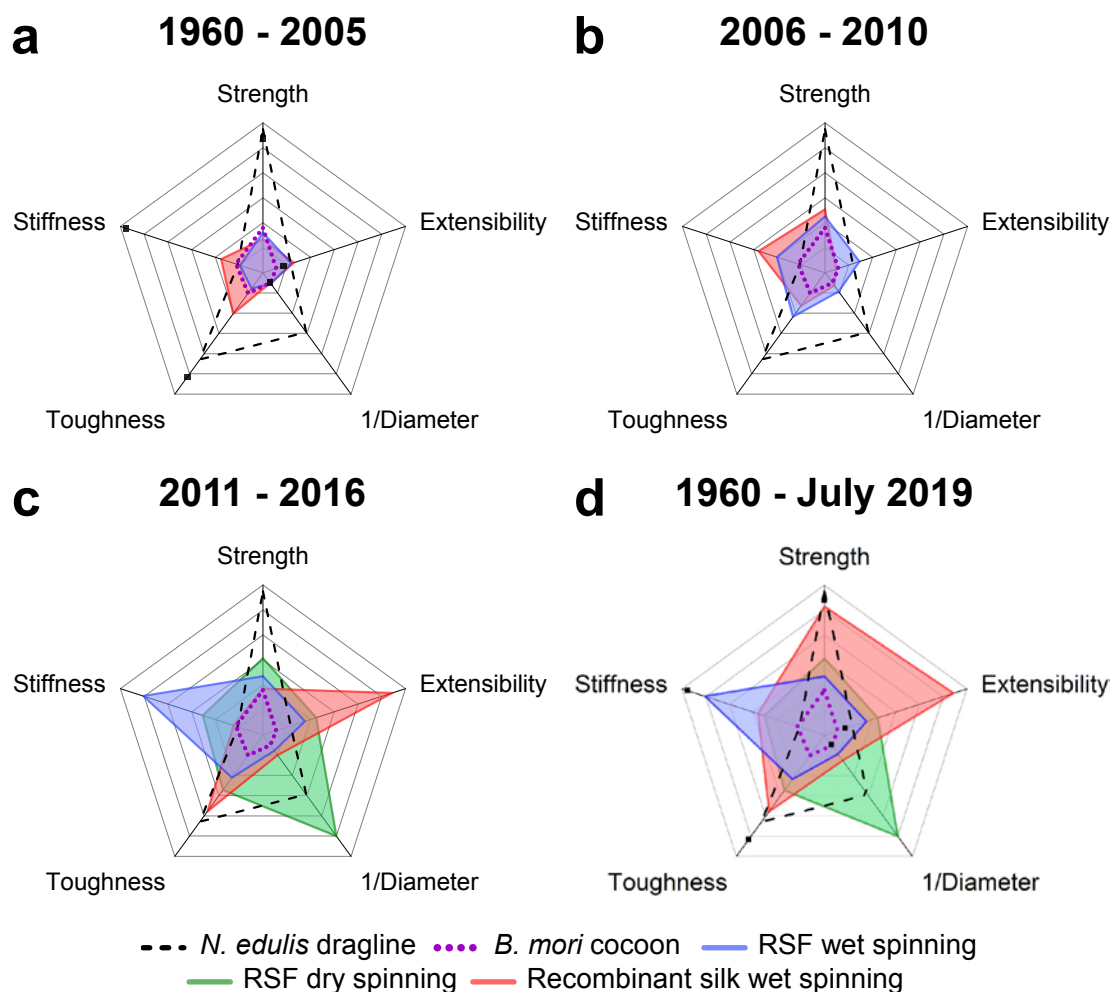 a 1960 - 2005
b 2006 - 2010
Strength
Stiffness
Extensibility
Toughness
1/Diameter
Strength
Stiffness
Extensibility
Toughness
1/Diameter
c 2011 - 2016
d 1960 - July 2019
Strength
Stiffness
Extensibility
Toughness
1/Diameter
Strength
Stiffness
Extensibility
Toughness
1/Diameter
N. edulis dragline B. mori cocoon RSF wet spinning
RSF dry spinning Recombinant silk wet spinning